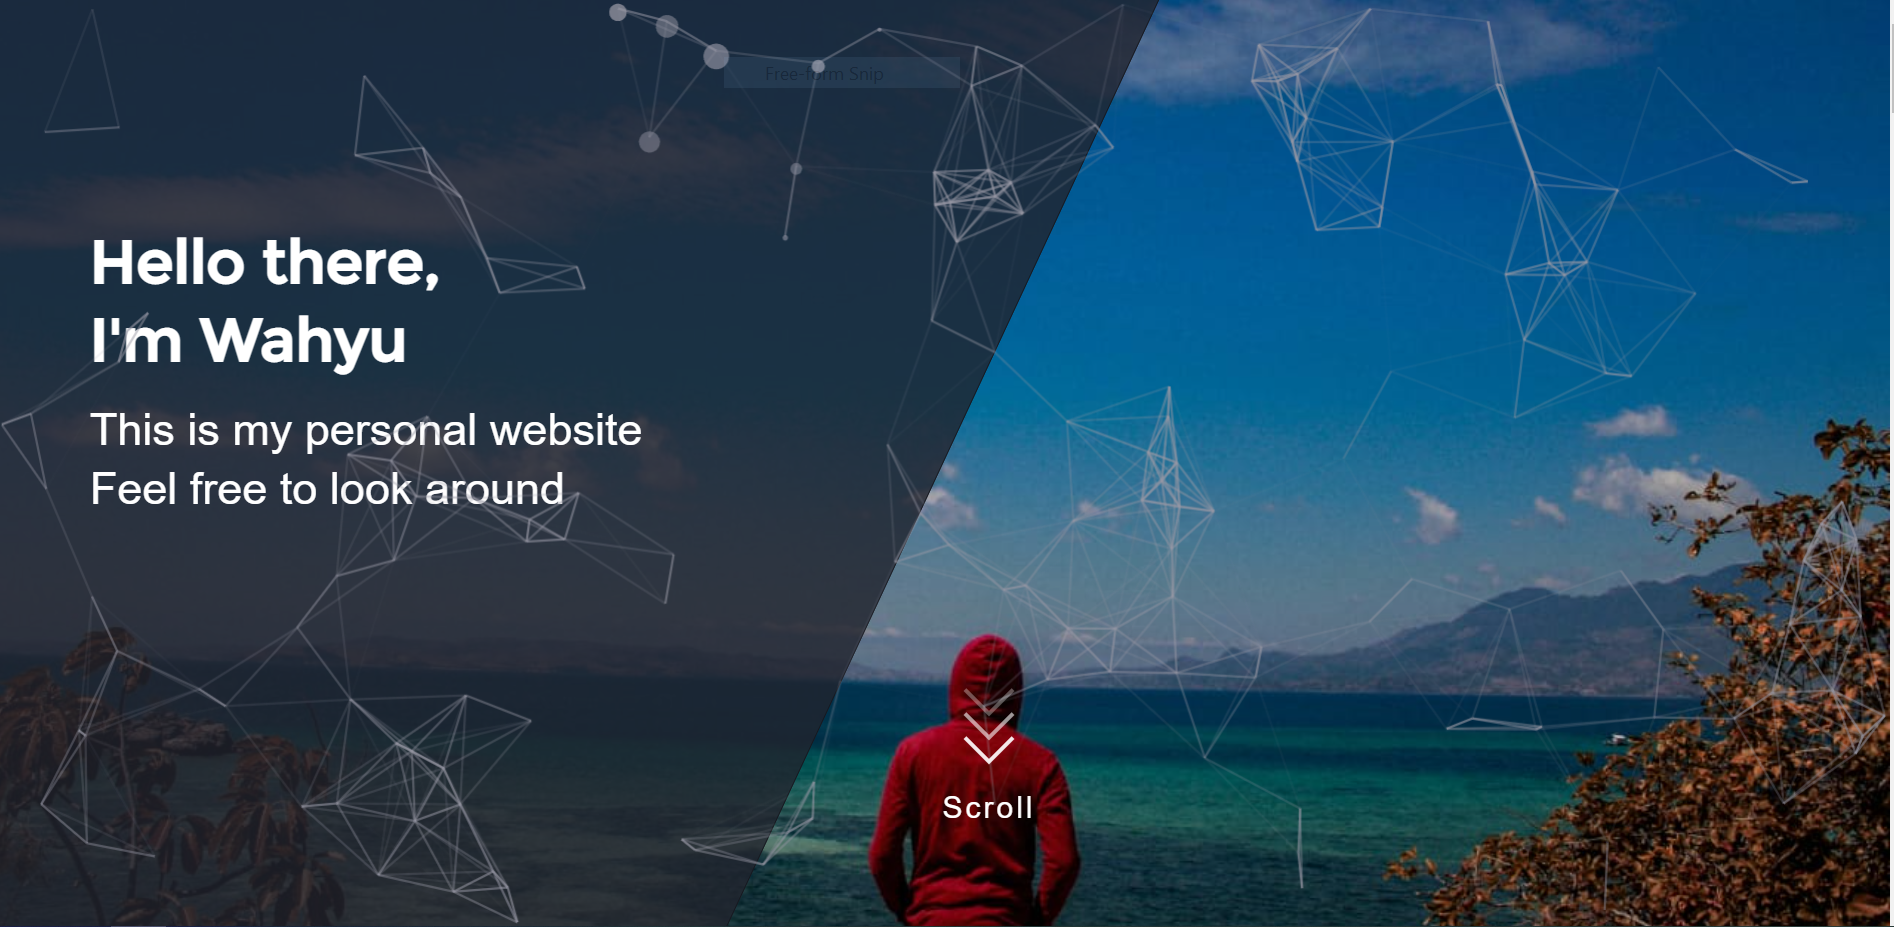 Free-form Snip
Hello there,
I'm Wahyu
This is my personal website
Feel free to look around
Scroll